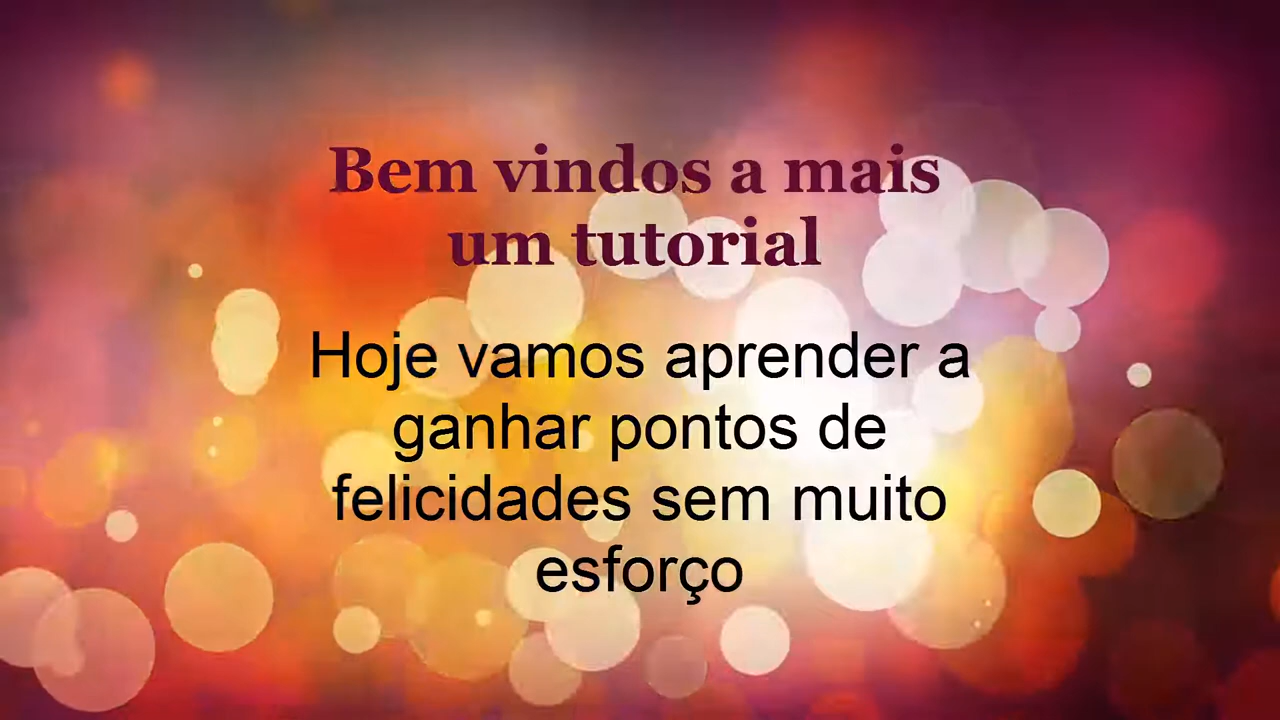 Bem vindos a mais
um tutorial
Hoje vamos aprender a
ganhar pontos de
felicidades sem muito
esforço